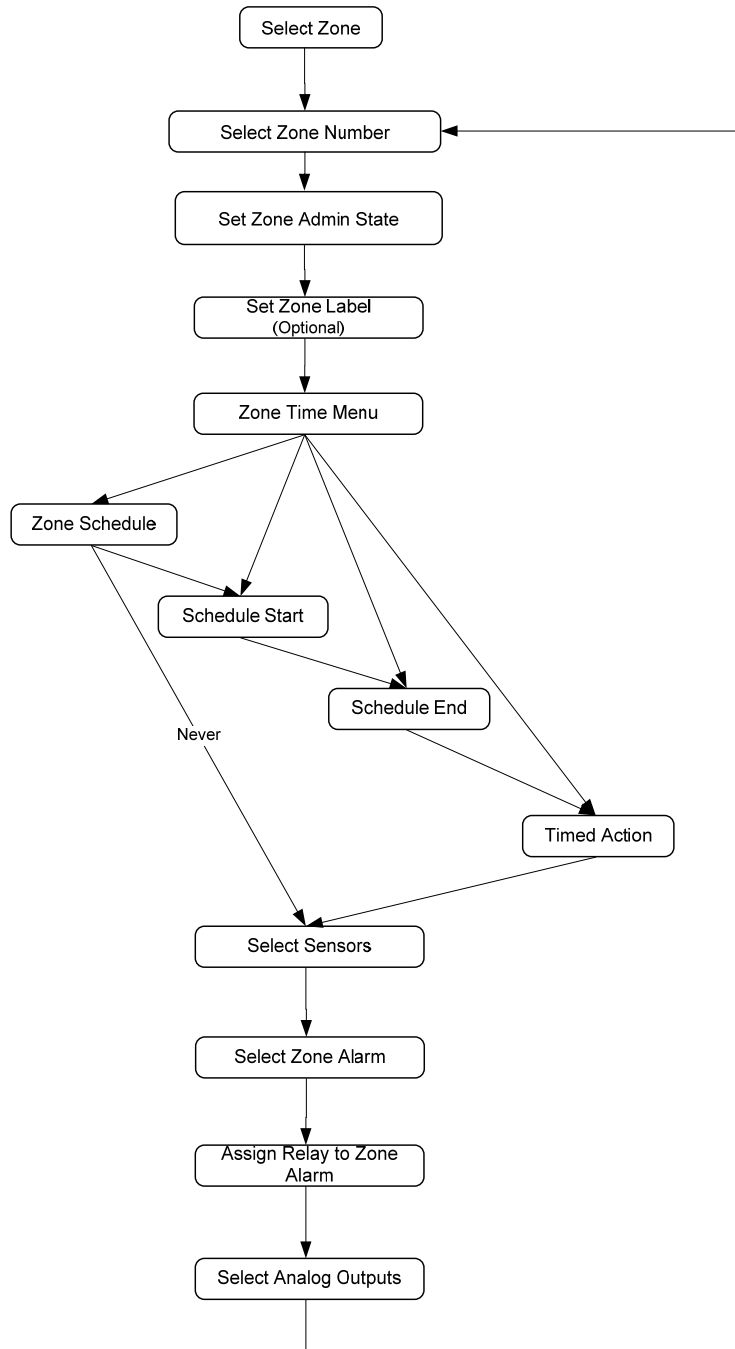 Select Zone
Select Zone Number
Set Zone Admin State
Set Zone Label
(Optional)
Zone Time Menu
Zone Schedule
Schedule Start
Schedule End
Never
Timed Action
Select Sensors
Select Zone Alarm
Assign Relay to Zone
Alarm
Select Analog Outputs